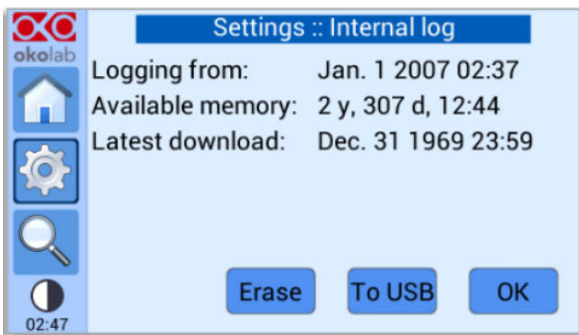 Settings :: Internal log
okolab
Logging from: Jan. 1 2007 02:37
Available memory: 2 y, 307 d, 12:44
Latest download: Dec. 31 1969 23:59
Erase To USB OK
02:47